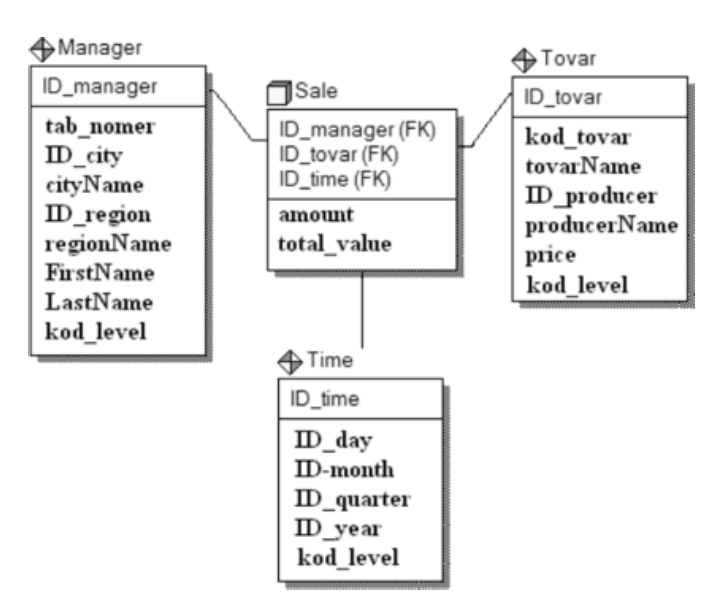 Manager
ID_manager
tab_nomer
ID_city
cityName
ID_region
regionName
FirstName
LastName
kod_level
Sale
ID_manager (FK)
ID_tovar (FK)
ID_time (FK)
amount
total_value
Tovar
ID_tovar
kod_tovar
tovarName
ID_producer
producerName
price
kod_level
Time
ID_time
ID_day
ID-month
ID_quarter
ID_year
kod_level